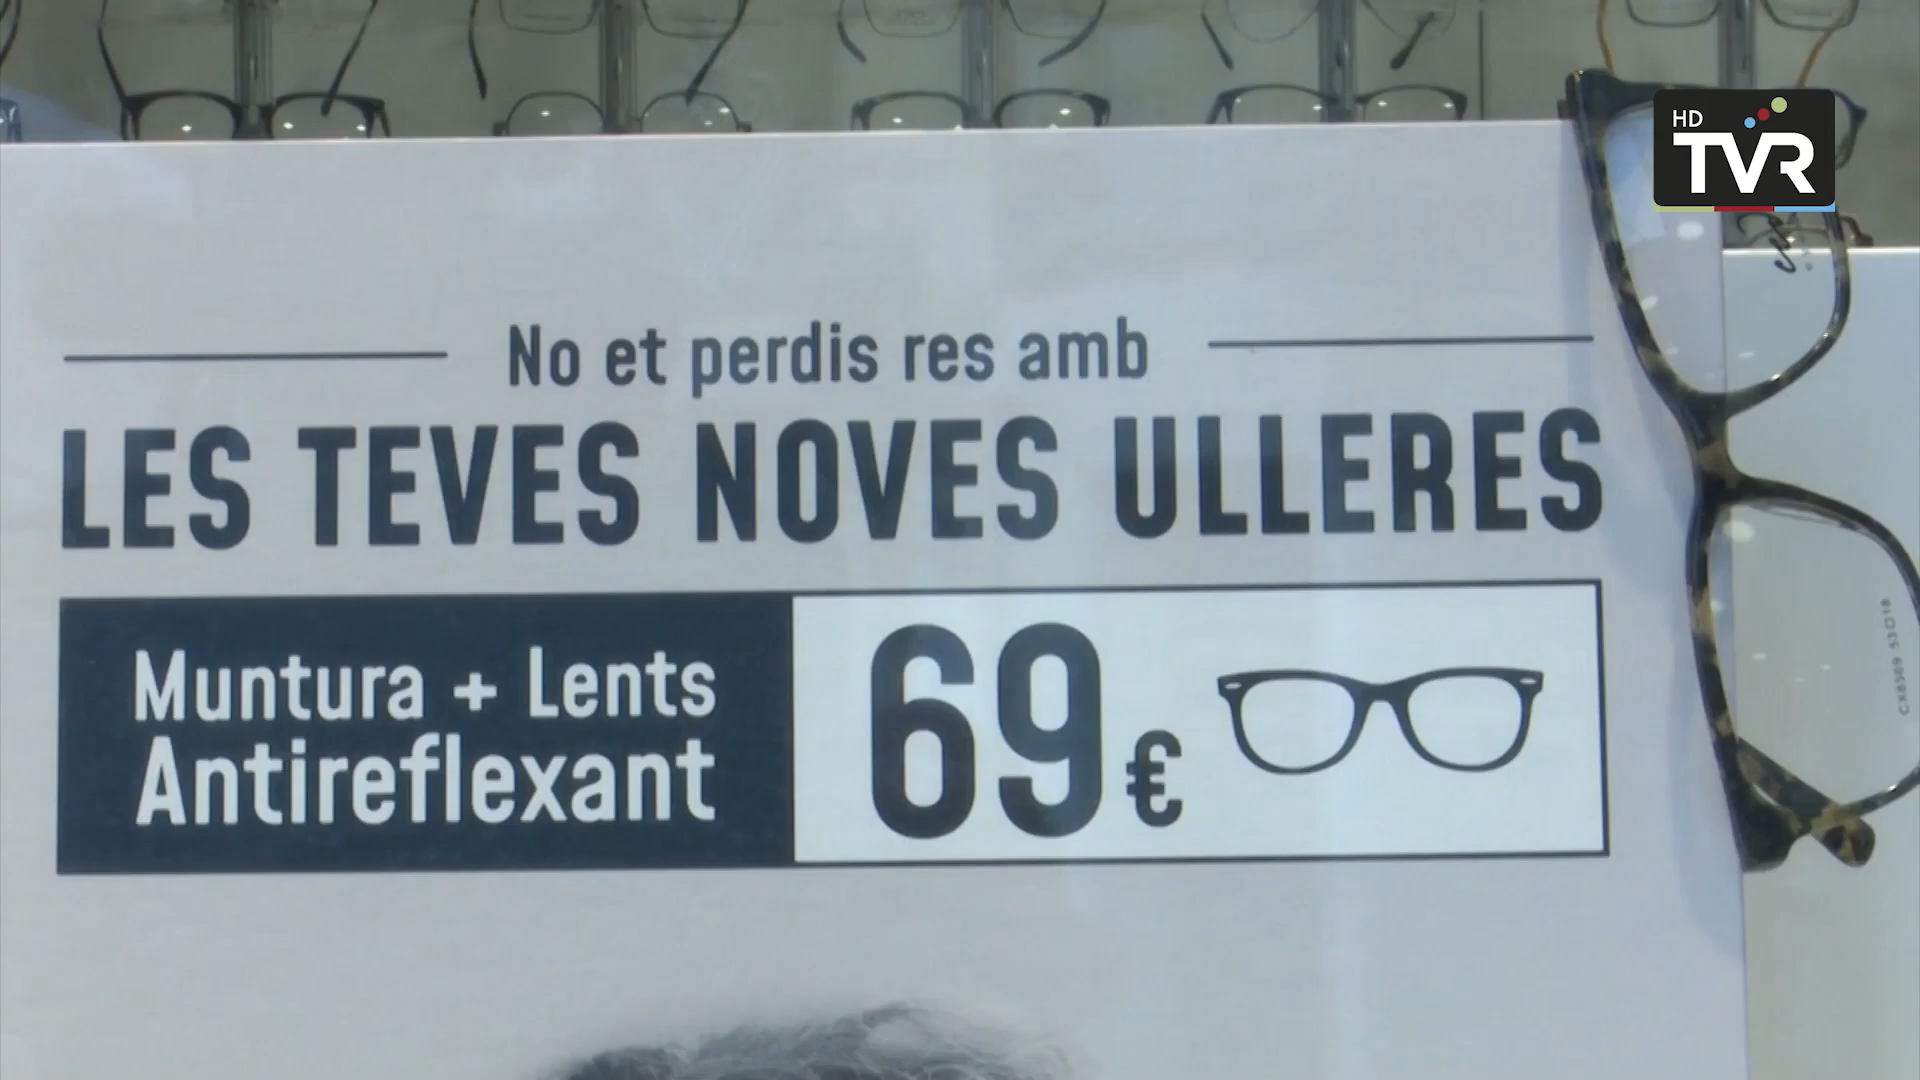 HD
TVR
No et perdis res amb
LES TEVES NOVES ULLERES
Muntura + Lents
Antireflexant
69€